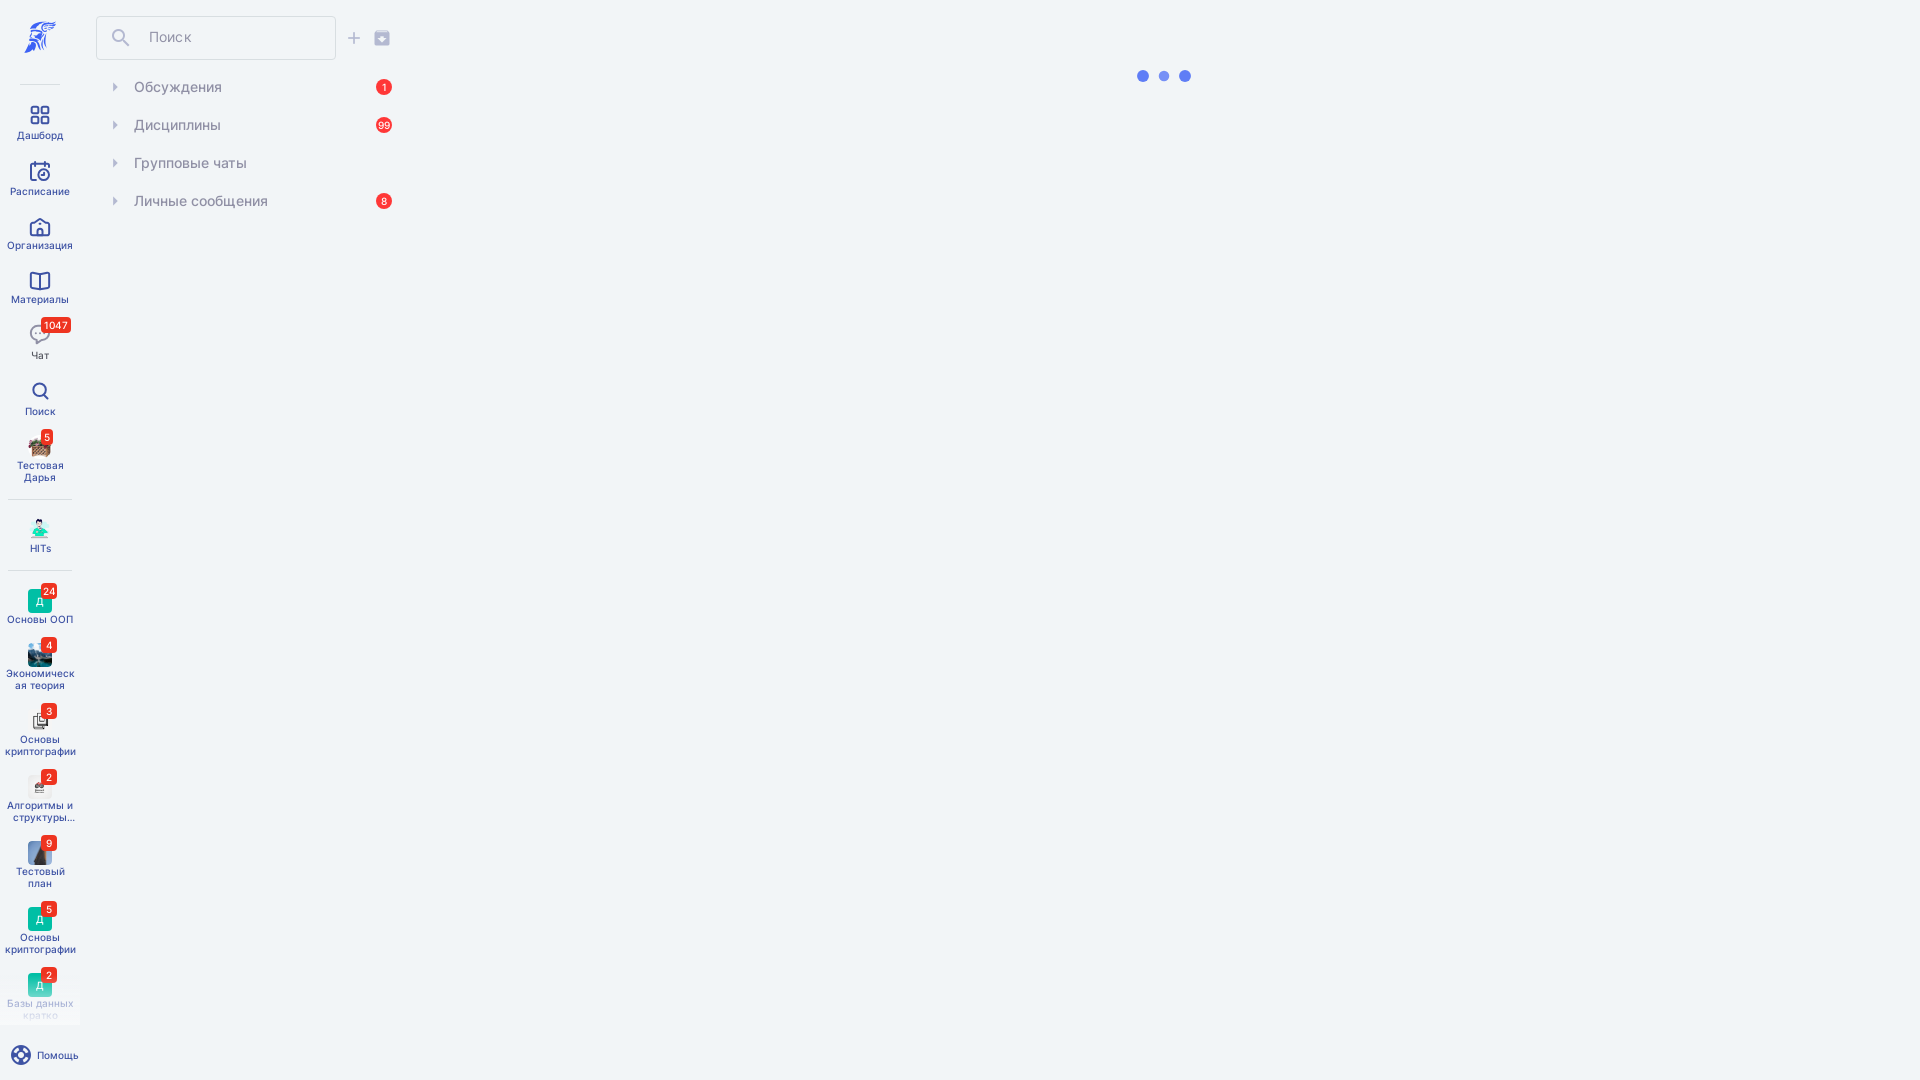 Поиск
Обсуждения
1
Дисциплины
99
Групповые чаты
Личные сообщения
8
Дашборд
Расписание
Организация
Материалы
1047
Чат
Поиск
5
Тестовая
Дарья
HITs
24
Д
Основы ООП
4
Экономическ
ая теория
3
Основы
криптографии
2
Алгоритмы и
структуры...
9
Тестовый
план
5
Д
Основы
криптографии
2
Д
Базы данных
кратко
Помощь